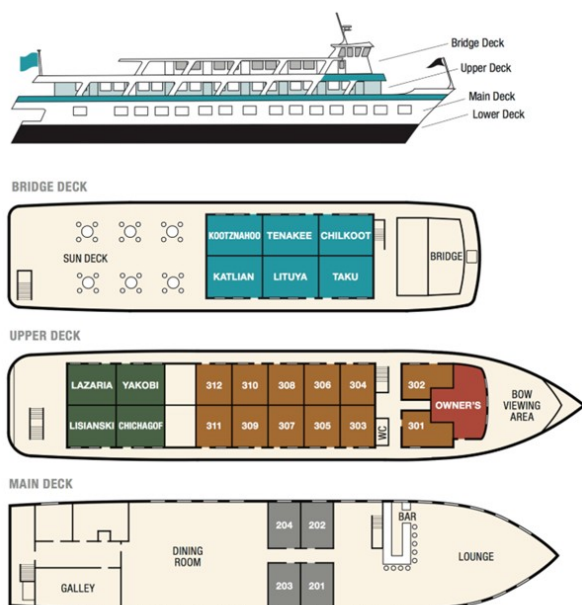 Bridge Deck
Upper Deck
Main Deck
Lower Deck
BRIDGE DECK
KOOTZNAHOO TENAKEE CHILKOOT
SUN DECK
BRIDGE
KATLIAN LITUYA TAKU
UPPER DECK
LAZARIA YAKOBI 312 310 308 306 304 302
OWNER'S
BOW
VIEWING
AREA
LISIANSKI CHICHAGOF 311 309 307 305 303 WC 301
MAIN DECK
204 202
BAR
DINING
ROOM
LOUNGE
GALLEY
203 201